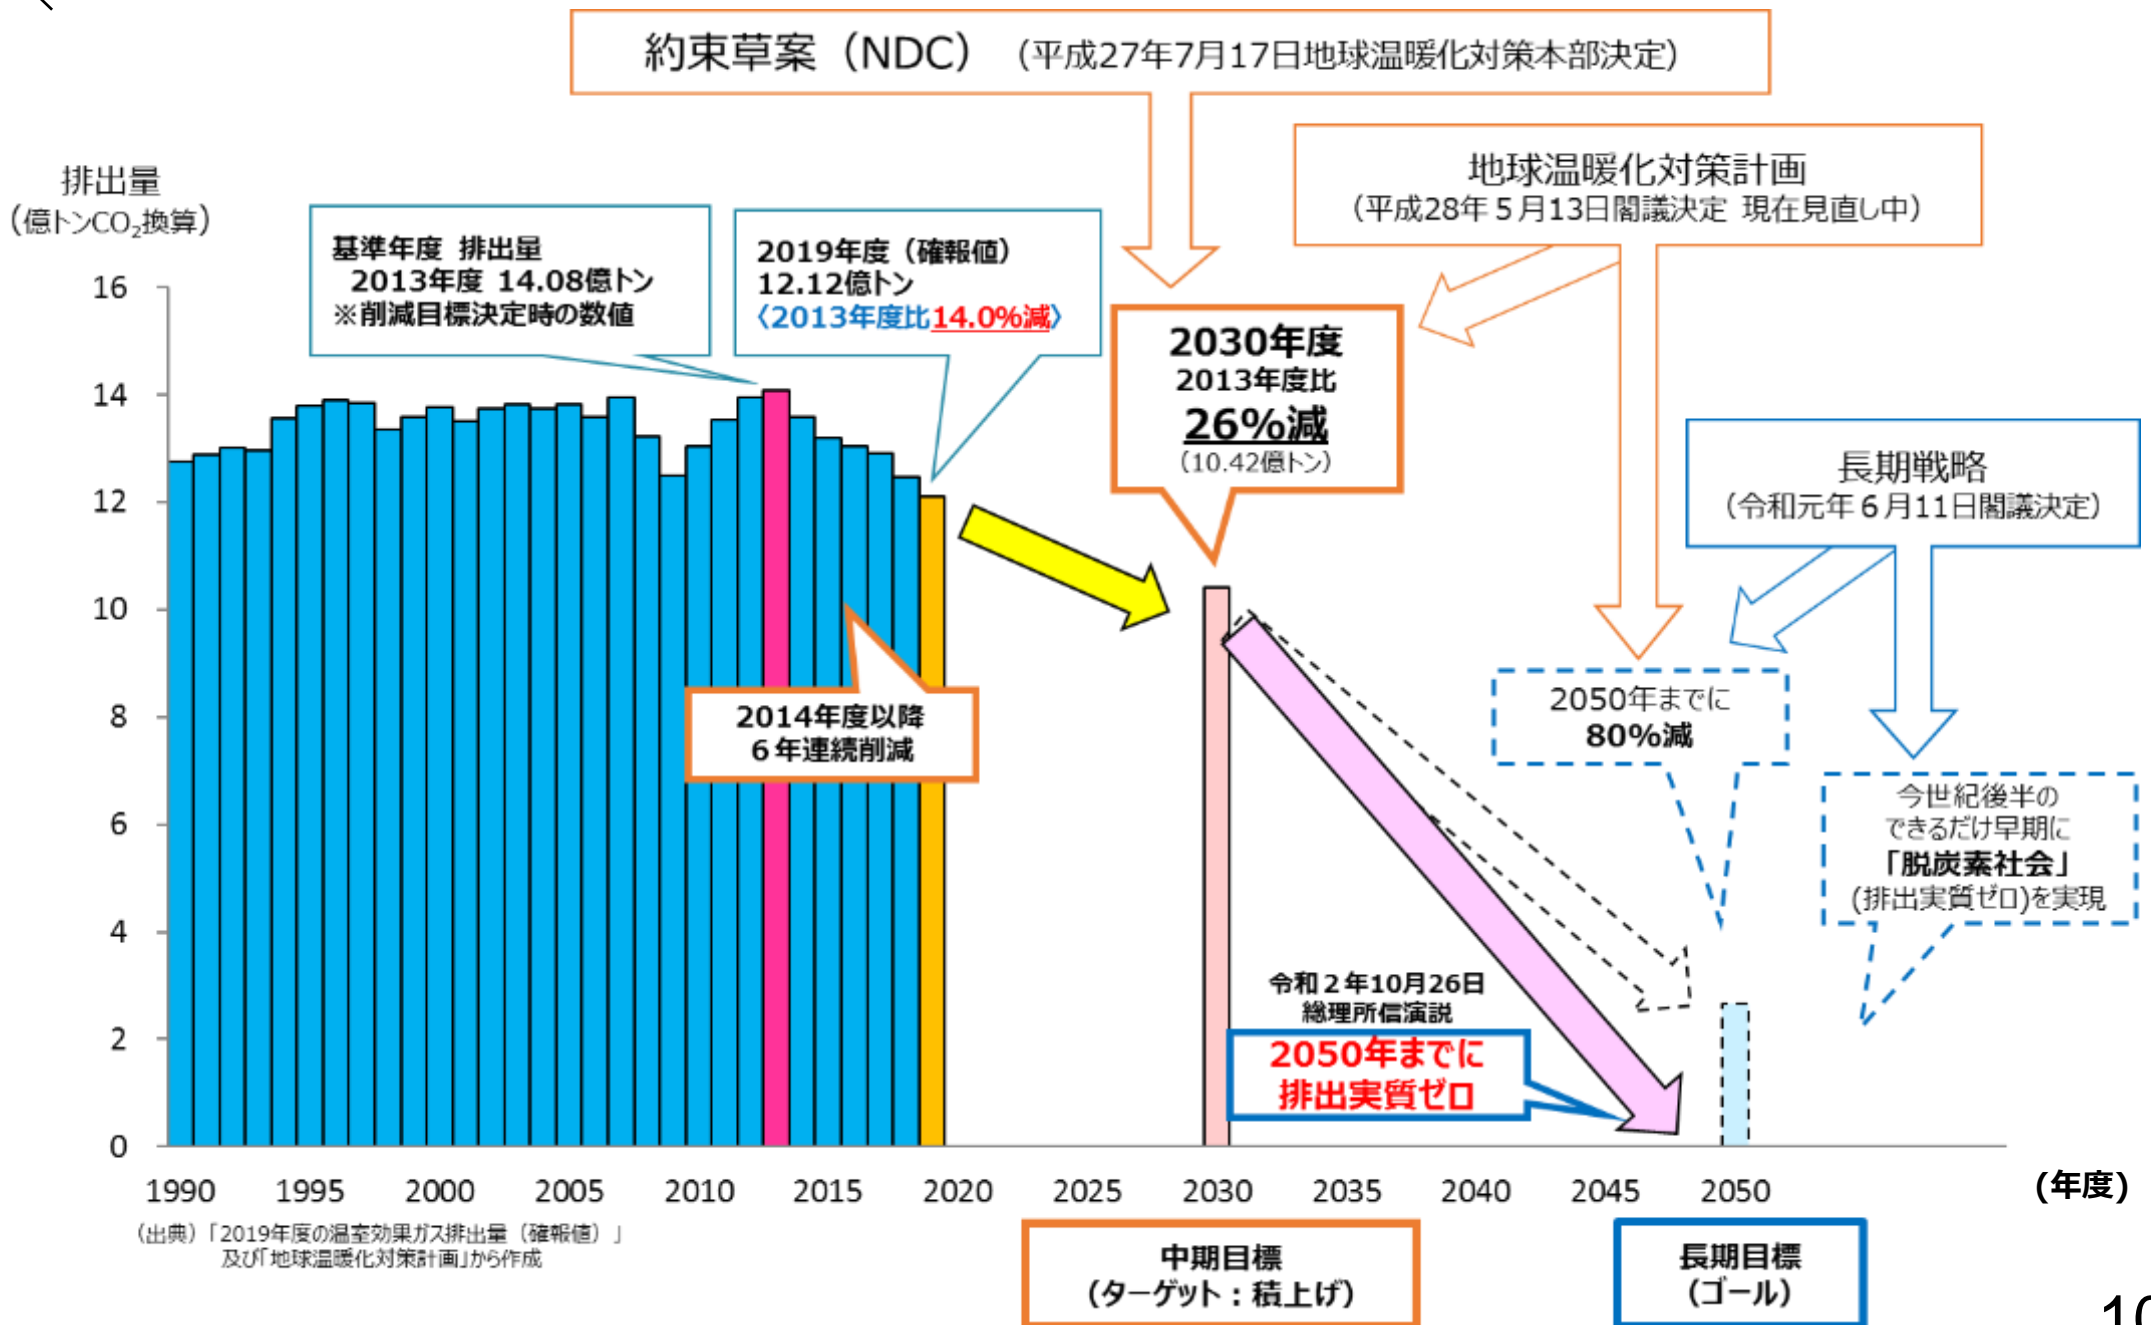 約束草案（NDC）（平成27年7月17日地球温暖化対策本部決定）
地球温暖化対策計画
（平成28年５月13日閣議決定 現在見直し中）
排出量
（億トンCO₂換算）
基準年度 排出量
2013年度 14.08億トン
※削減目標決定時の数値
2019年度（確報値）
12.12億トン
〈2013年度比14.0%減〉
2030年度
2013年度比
26%減
（10.42億トン）
長期戦略
（令和元年６月11日閣議決定）
16
14
12
10
8
6
4
2
0
2014年度以降
６年連続削減
2050年までに
80%減
今世紀後半の
できるだけ早期に
「脱炭素社会」
(排出実質ゼロ)を実現
令和２年10月26日
総理所信演説
2050年までに
排出実質ゼロ
1990 1995 2000 2005 2010 2015 2020 2025 2030 2035 2040 2045 2050
(年度)
（出典）「2019年度の温室効果ガス排出量（確報値）」
及び「地球温暖化対策計画」から作成
中期目標
（ターゲット：積上げ）
長期目標
（ゴール）
10